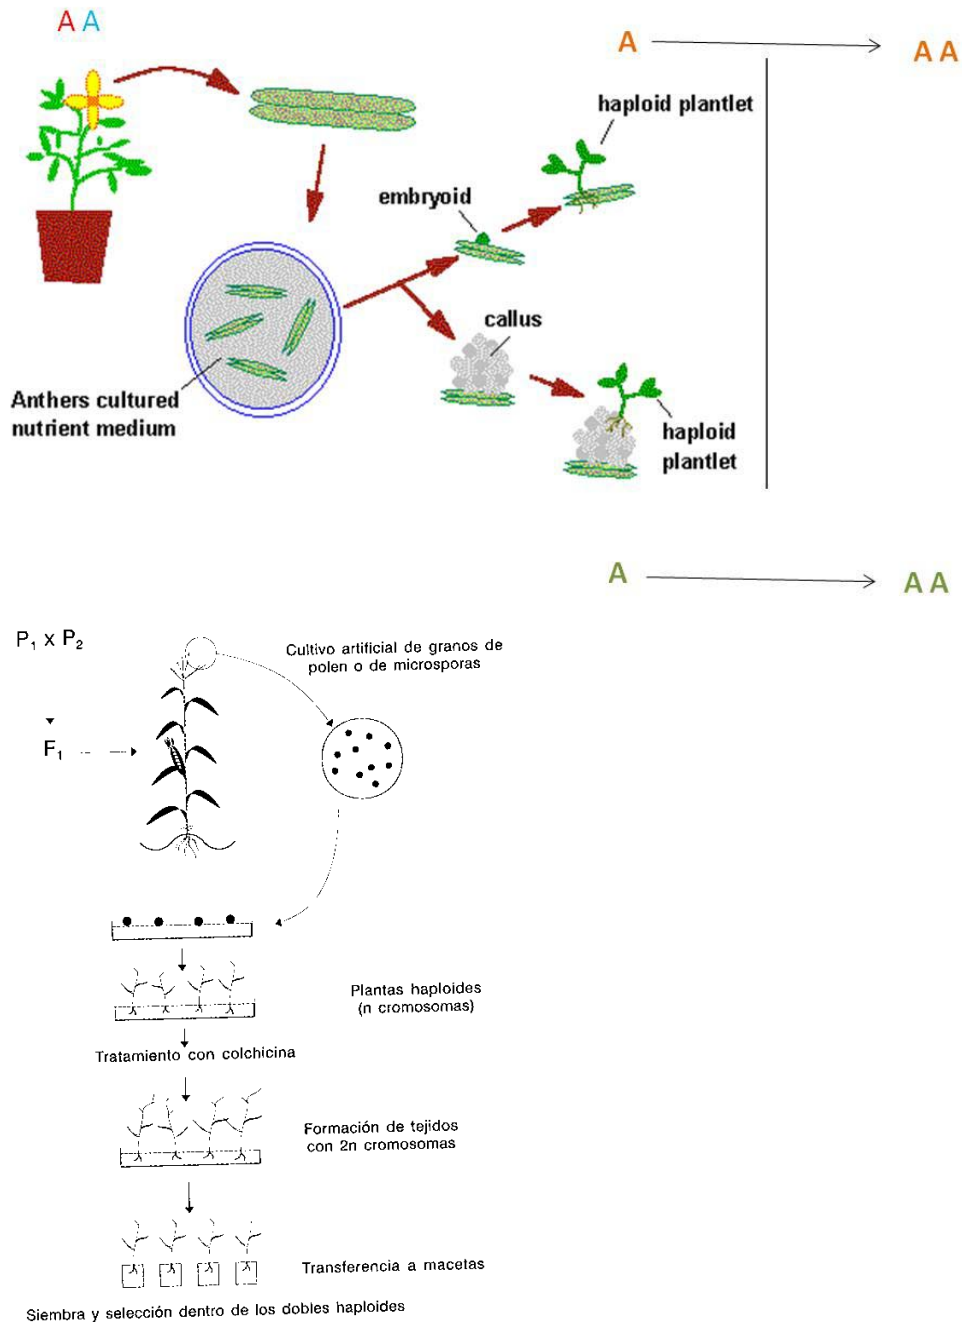 A A
A
A A
haploid plantlet
embryoid
callus
Anthers cultured
nutrient medium
haploid
plantlet
A
A A
P₁ x P₂
Cultivo artificial de granos de
polen o de microsporas
F₁
Plantas haploides
(n cromosomas)
Tratamiento con colchicina
Formación de tejidos
con 2n cromosomas
Transferencia a macetas
Siembra y selección dentro de los dobles haploides